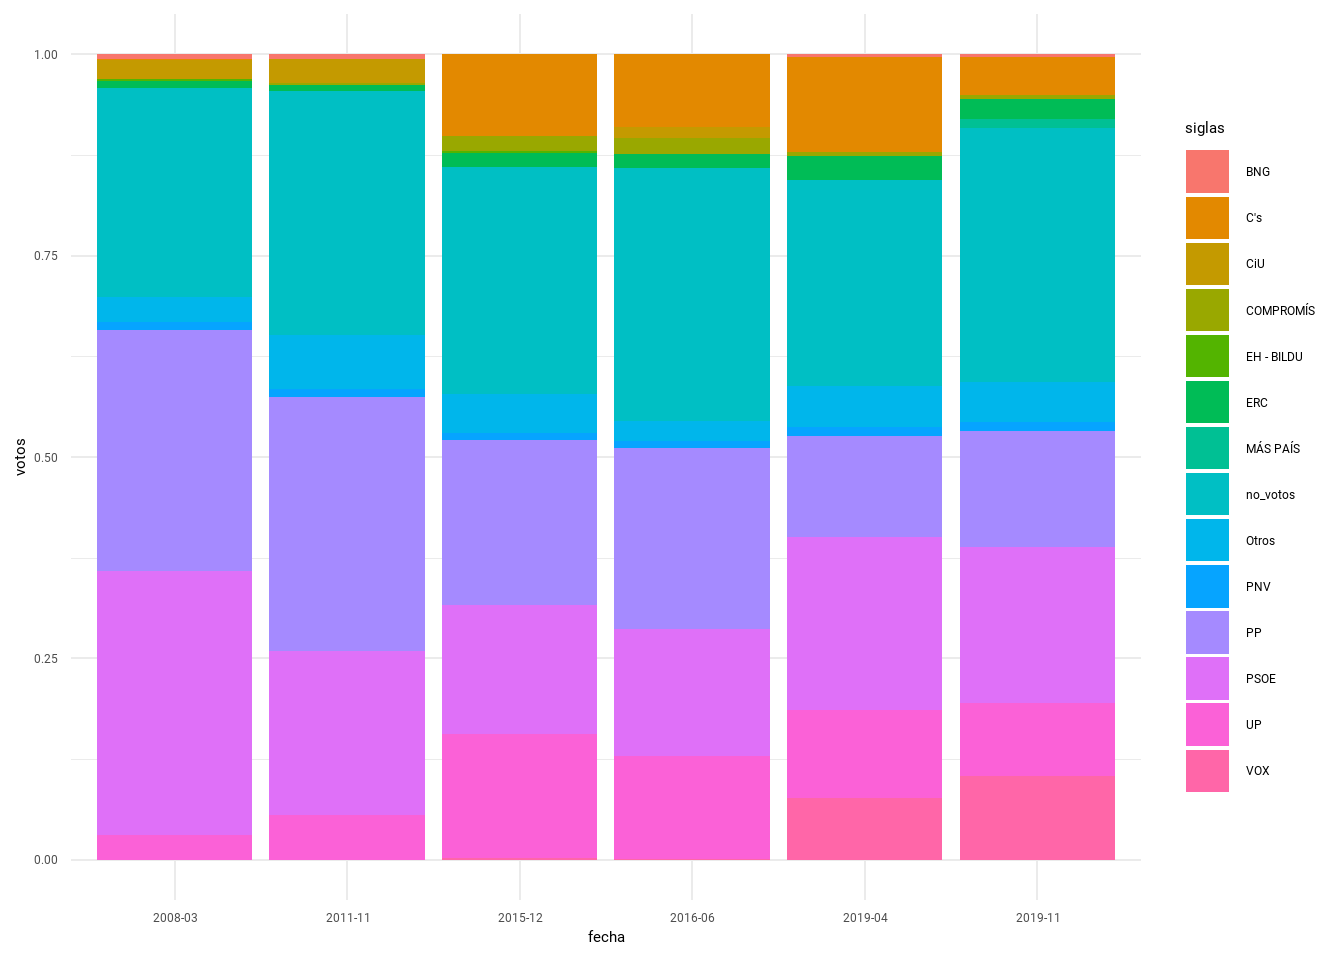 1.00
0.75
0.50
0.25
0.00
votos
2008-03
2011-11
2015-12
2016-06
2019-04
2019-11
fecha
siglas
BNG
C's
CiU
COMPROMÍS
EH - BILDU
ERC
MÁS PAÍS
no_votos
Otros
PNV
PP
PSOE
UP
VOX